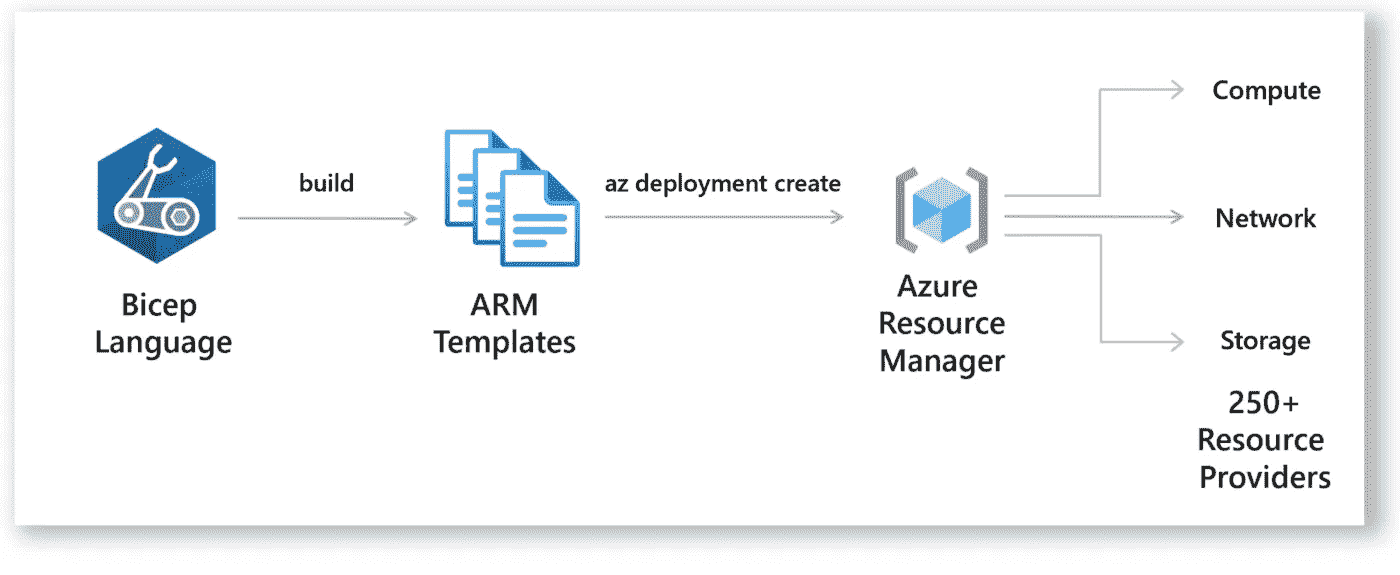 build
Bicep
Language
ARM
Templates
az deployment create
Azure
Resource
Manager
Compute
Network
Storage
250+
Resource
Providers